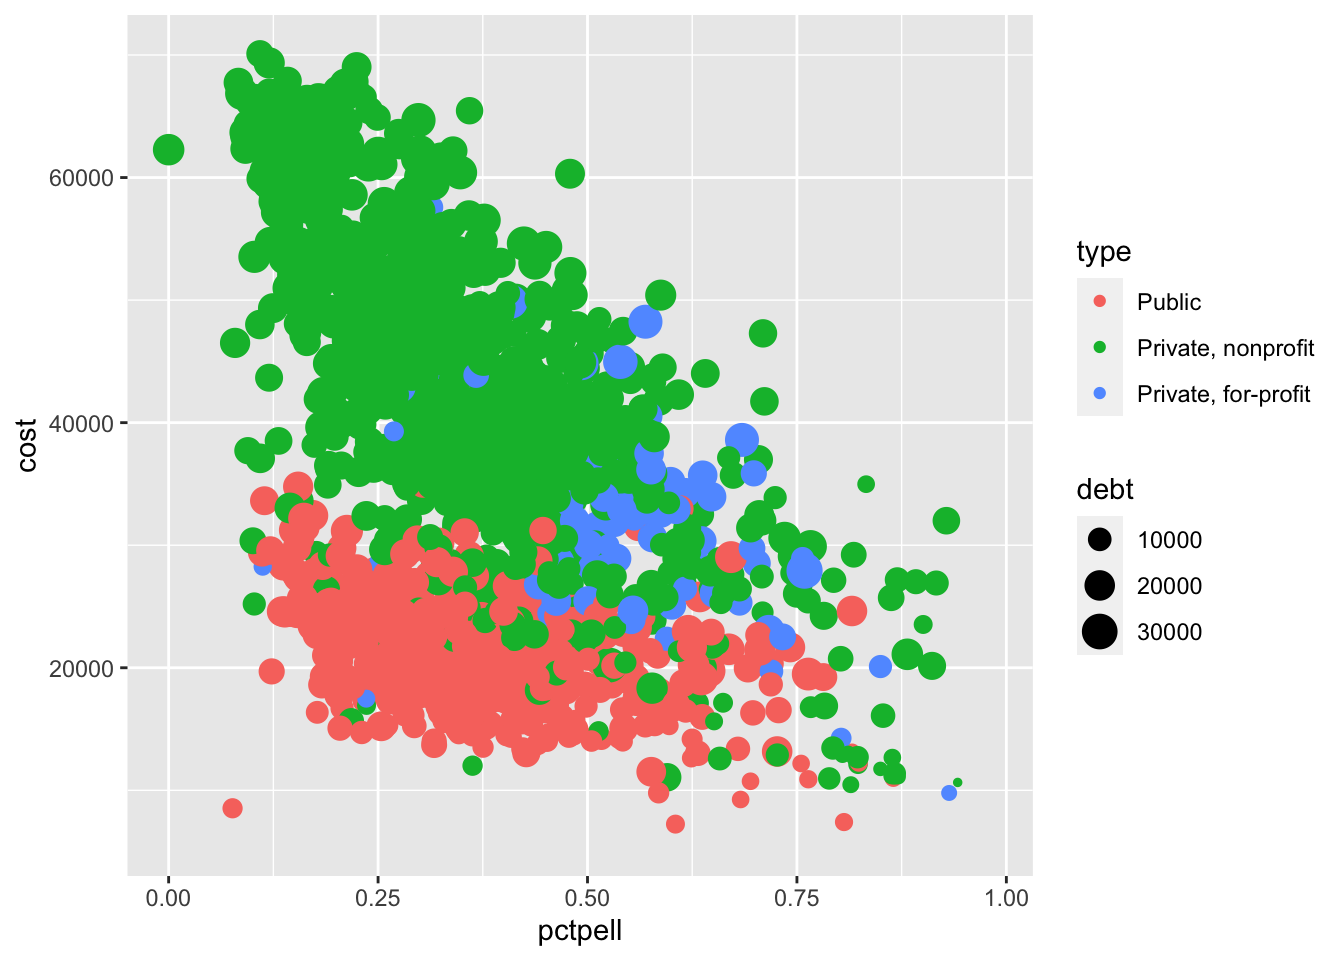 cost
60000
40000
20000
0.00 0.25 0.50 0.75 1.00
pctpell
type
Public
Private, nonprofit
Private, for-profit
debt
10000
20000
30000